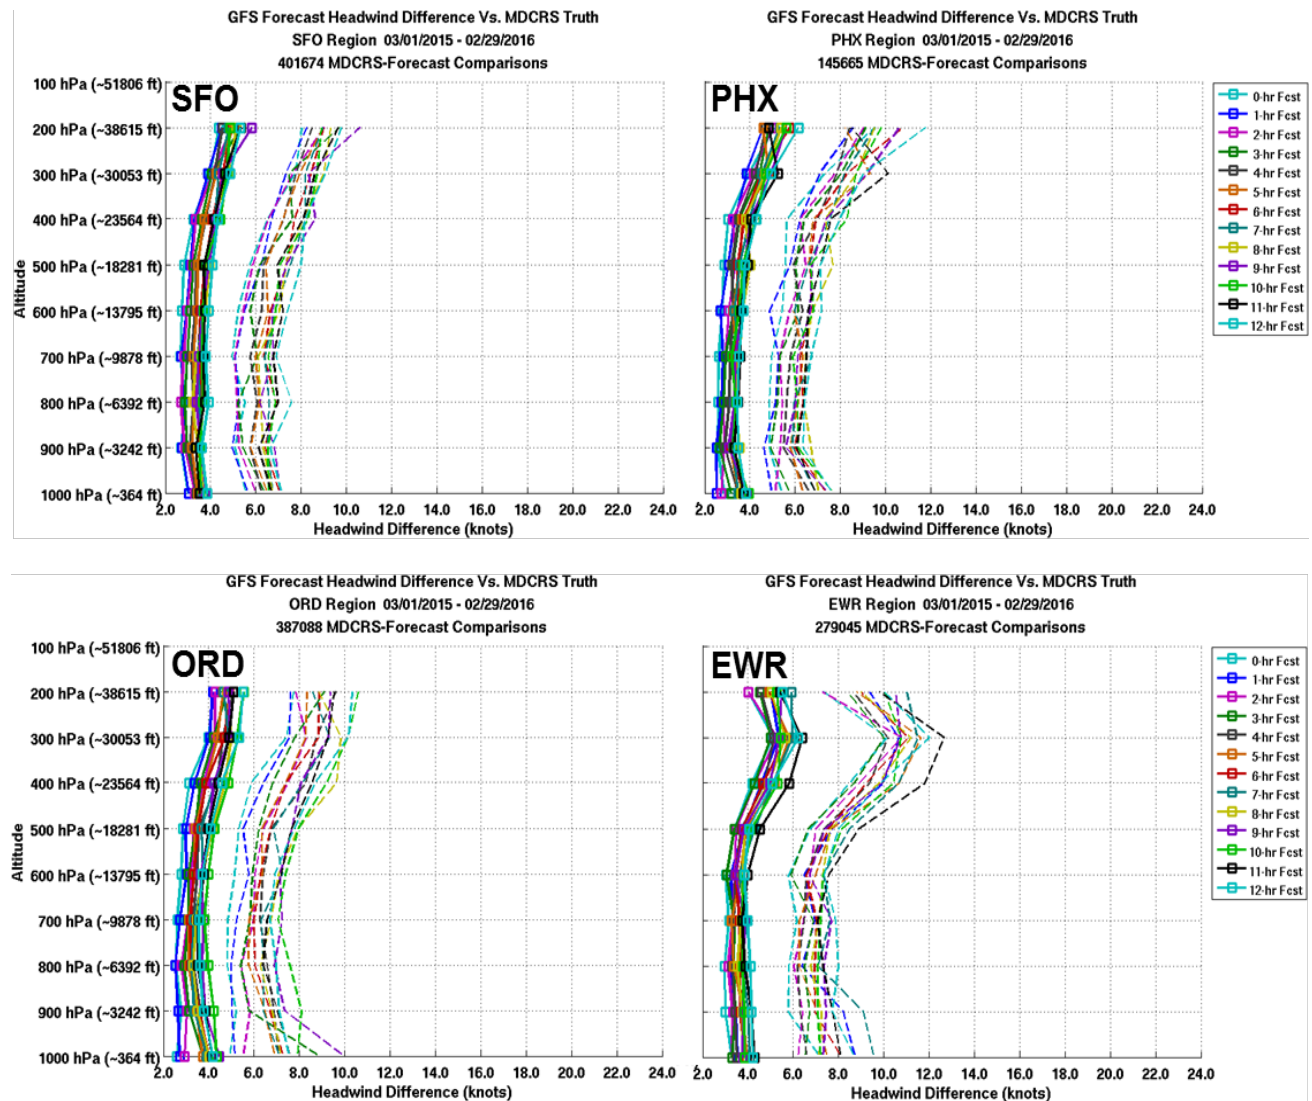 GFS Forecast Headwind Difference Vs. MDCRS Truth
SFO Region 03/01/2015 - 02/29/2016
401674 MDCRS-Forecast Comparisons
SFO
Altitude
100 hPa (~51806 ft)
200 hPa (~38615 ft)
300 hPa (~30053 ft)
400 hPa (~23564 ft)
500 hPa (~18281 ft)
600 hPa (~13795 ft)
700 hPa (~9878 ft)
800 hPa (~6392 ft)
900 hPa (~3242 ft)
1000 hPa (~364 ft)
2.0 4.0 6.0 8.0 10.0 12.0 14.0 16.0 18.0 20.0 22.0 24.0
Headwind Difference (knots)
GFS Forecast Headwind Difference Vs. MDCRS Truth
PHX Region 03/01/2015 - 02/29/2016
145665 MDCRS-Forecast Comparisons
PHX
2.0 4.0 6.0 8.0 10.0 12.0 14.0 16.0 18.0 20.0 22.0 24.0
Headwind Difference (knots)
0-hr Fcst
1-hr Fcst
2-hr Fcst
3-hr Fcst
4-hr Fcst
5-hr Fcst
6-hr Fcst
7-hr Fcst
8-hr Fcst
9-hr Fcst
10-hr Fcst
11-hr Fcst
12-hr Fcst
GFS Forecast Headwind Difference Vs. MDCRS Truth
ORD Region 03/01/2015 - 02/29/2016
387088 MDCRS-Forecast Comparisons
ORD
Altitude
100 hPa (~51806 ft)
200 hPa (~38615 ft)
300 hPa (~30053 ft)
400 hPa (~23564 ft)
500 hPa (~18281 ft)
600 hPa (~13795 ft)
700 hPa (~9878 ft)
800 hPa (~6392 ft)
900 hPa (~3242 ft)
1000 hPa (~364 ft)
2.0 4.0 6.0 8.0 10.0 12.0 14.0 16.0 18.0 20.0 22.0 24.0
Headwind Difference (knots)
GFS Forecast Headwind Difference Vs. MDCRS Truth
EWR Region 03/01/2015 - 02/29/2016
279045 MDCRS-Forecast Comparisons
EWR
2.0 4.0 6.0 8.0 10.0 12.0 14.0 16.0 18.0 20.0 22.0 24.0
Headwind Difference (knots)
0-hr Fcst
1-hr Fcst
2-hr Fcst
3-hr Fcst
4-hr Fcst
5-hr Fcst
6-hr Fcst
7-hr Fcst
8-hr Fcst
9-hr Fcst
10-hr Fcst
11-hr Fcst
12-hr Fcst